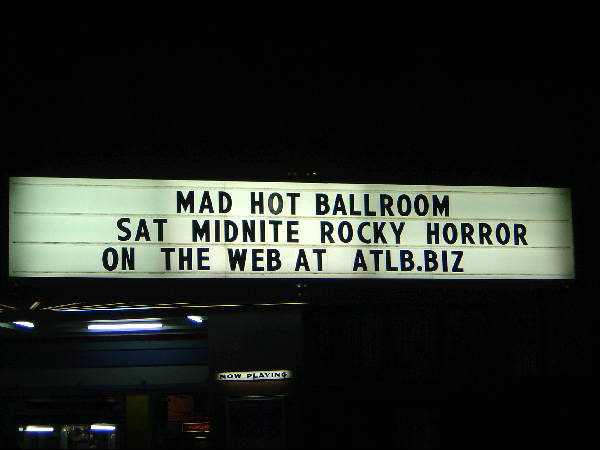 MAD HOT BALLROOM
SAT MIDNITE ROCKY HORROR
ON THE WEB AT ATLB.BIZ
NOW PLAYING